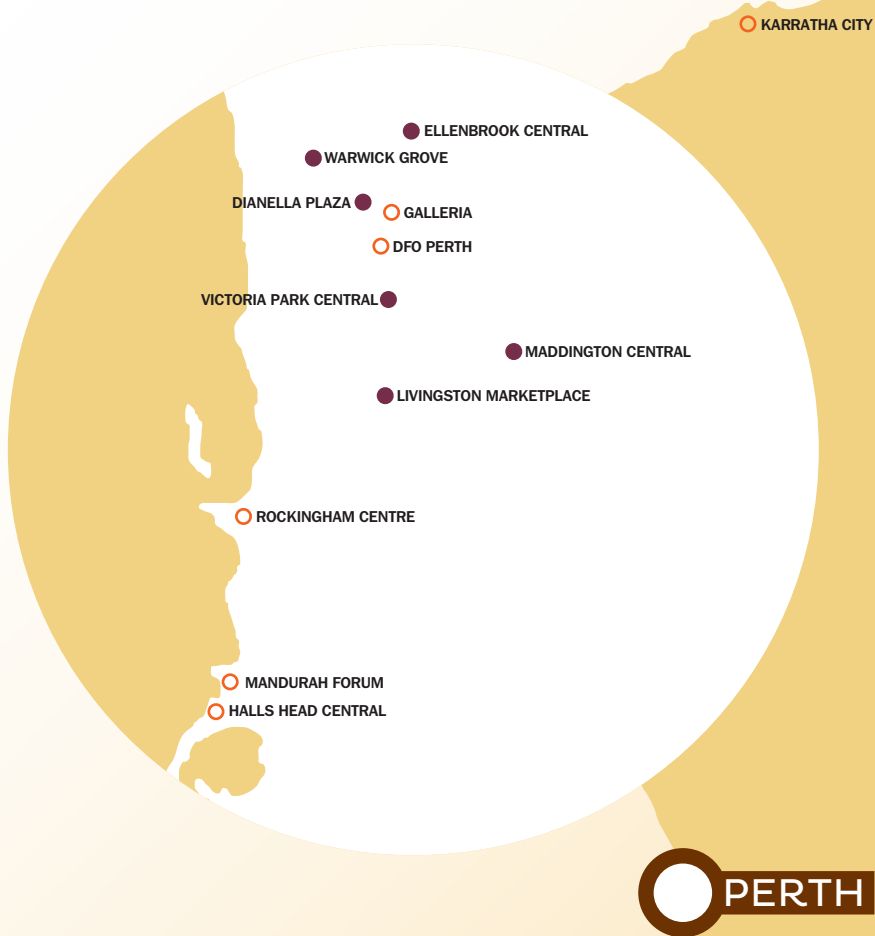 KARRATHA CITY
ELLENBROOK CENTRAL
WARWICK GROVE
DIANELLA PLAZA
GALLERIA
DFO PERTH
VICTORIA PARK CENTRAL
MADDINGTON CENTRAL
LIVINGSTON MARKETPLACE
ROCKINGHAM CENTRE
MANDURAH FORUM
HALLS HEAD CENTRAL
PERTH